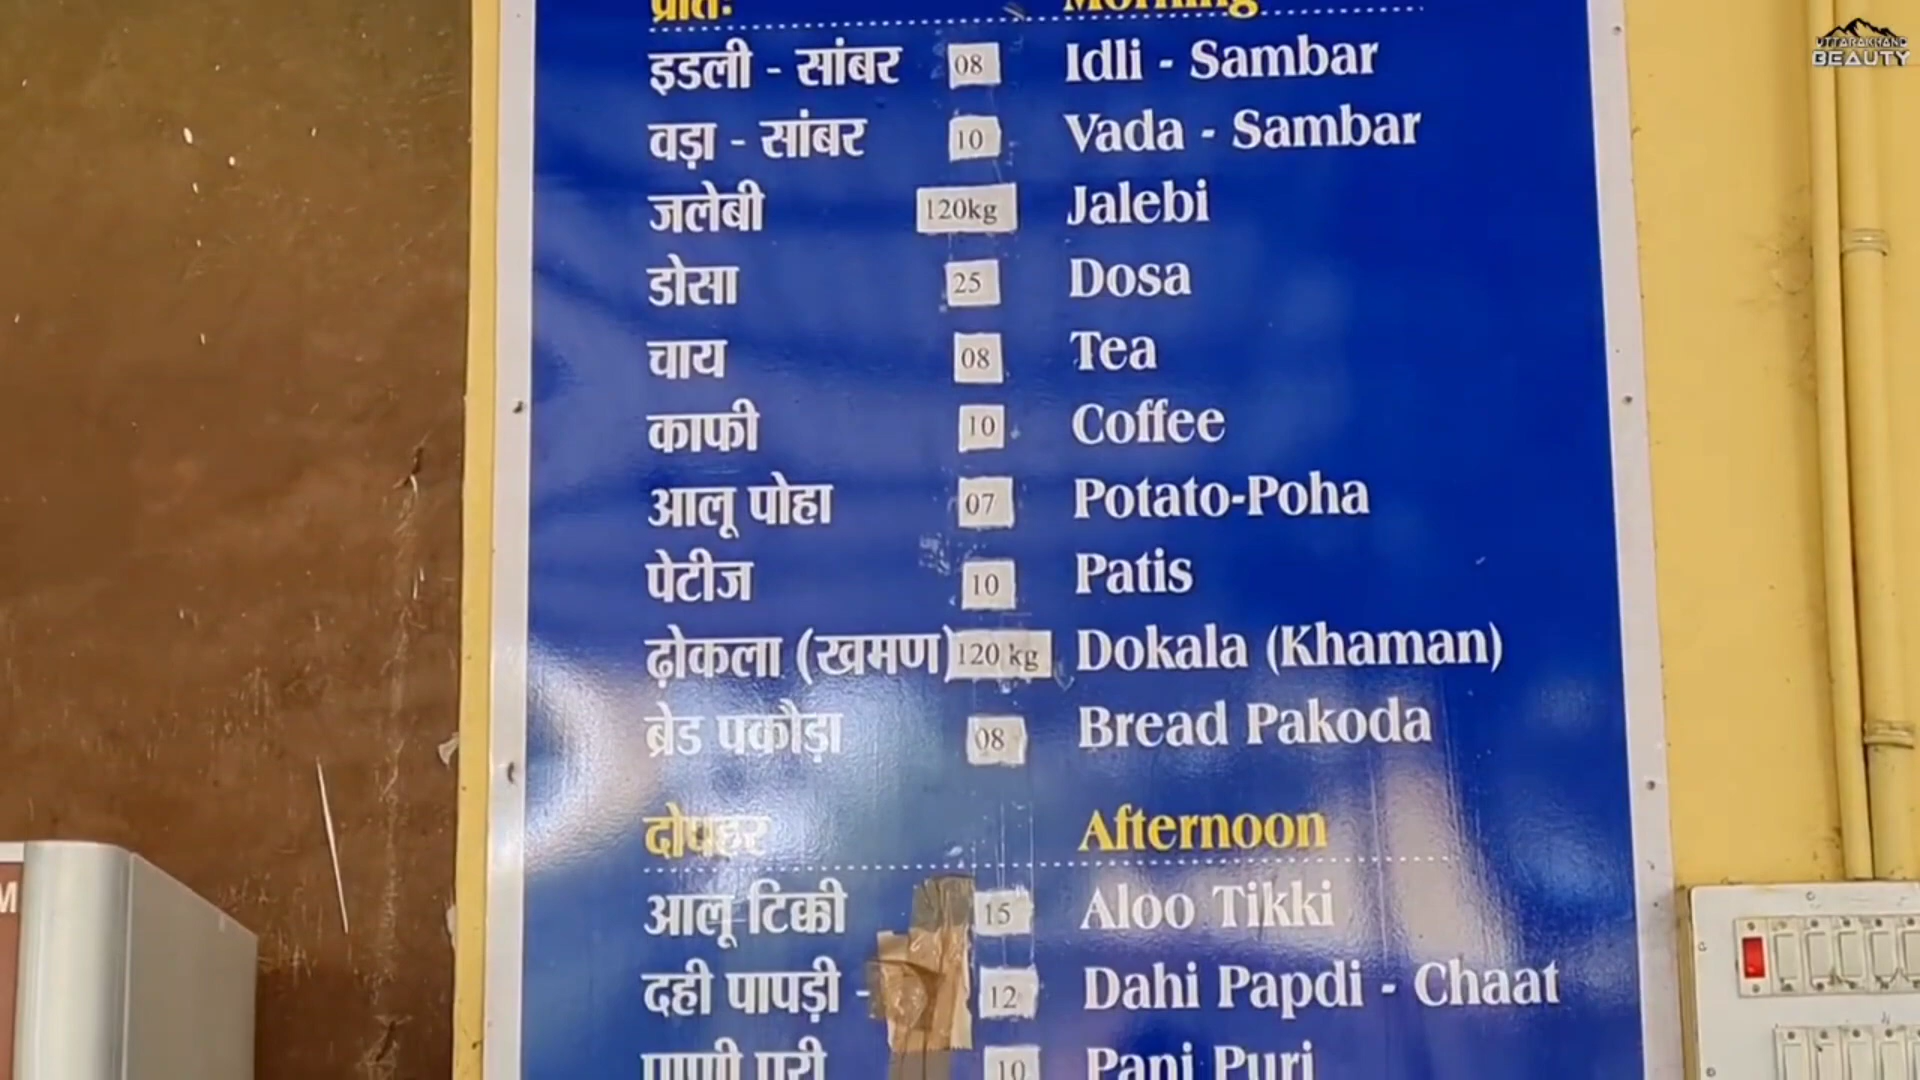 प्रातः Morning
UTTARAKHAND
BEAUTY
इडली - सांबर 08 Idli - Sambar
वड़ा - सांबर 10 Vada - Sambar
जलेबी 120kg Jalebi
डोसा 25 Dosa
चाय 08 Tea
काफी 10 Coffee
आलू पोहा 07 Potato-Poha
पेटीज 10 Patis
ढ़ोकला (खमण) 120 kg Dokala (Khaman)
ब्रेड पकौड़ा 08 Bread Pakoda
दोपहर Afternoon
आलू टिक्की 15 Aloo Tikki
दही पापड़ी - 12 Dahi Papdi - Chaat
पाणी पूरी 10 Pani Puri
M